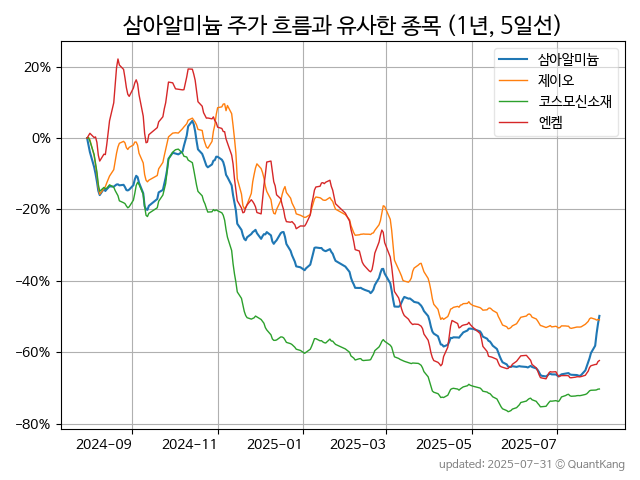 삼아알미늄 주가 흐름과 유사한 종목 (1년, 5일선)
삼아알미늄
제이오
코스모신소재
엔켐
20%
0%
−20%
−40%
−60%
−80%
2024-09 2024-11 2025-01 2025-03 2025-05 2025-07
updated: 2025-07-31 © QuantKang